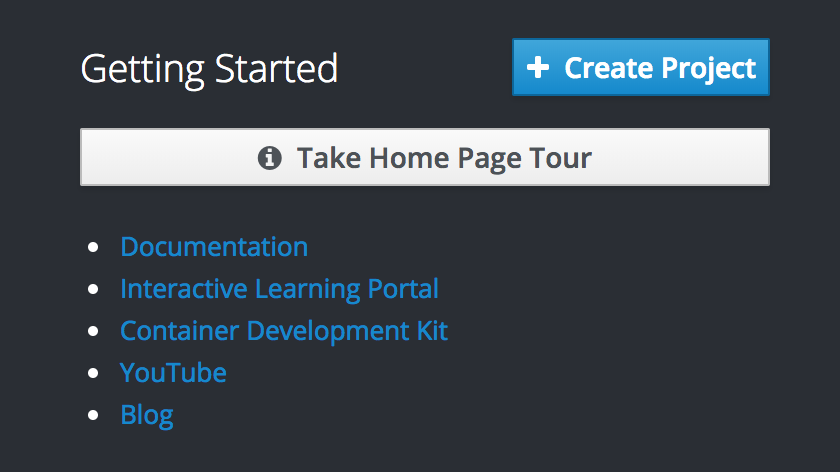 Getting Started
Create Project
Take Home Page Tour
Documentation
Interactive Learning Portal
Container Development Kit
YouTube
Blog